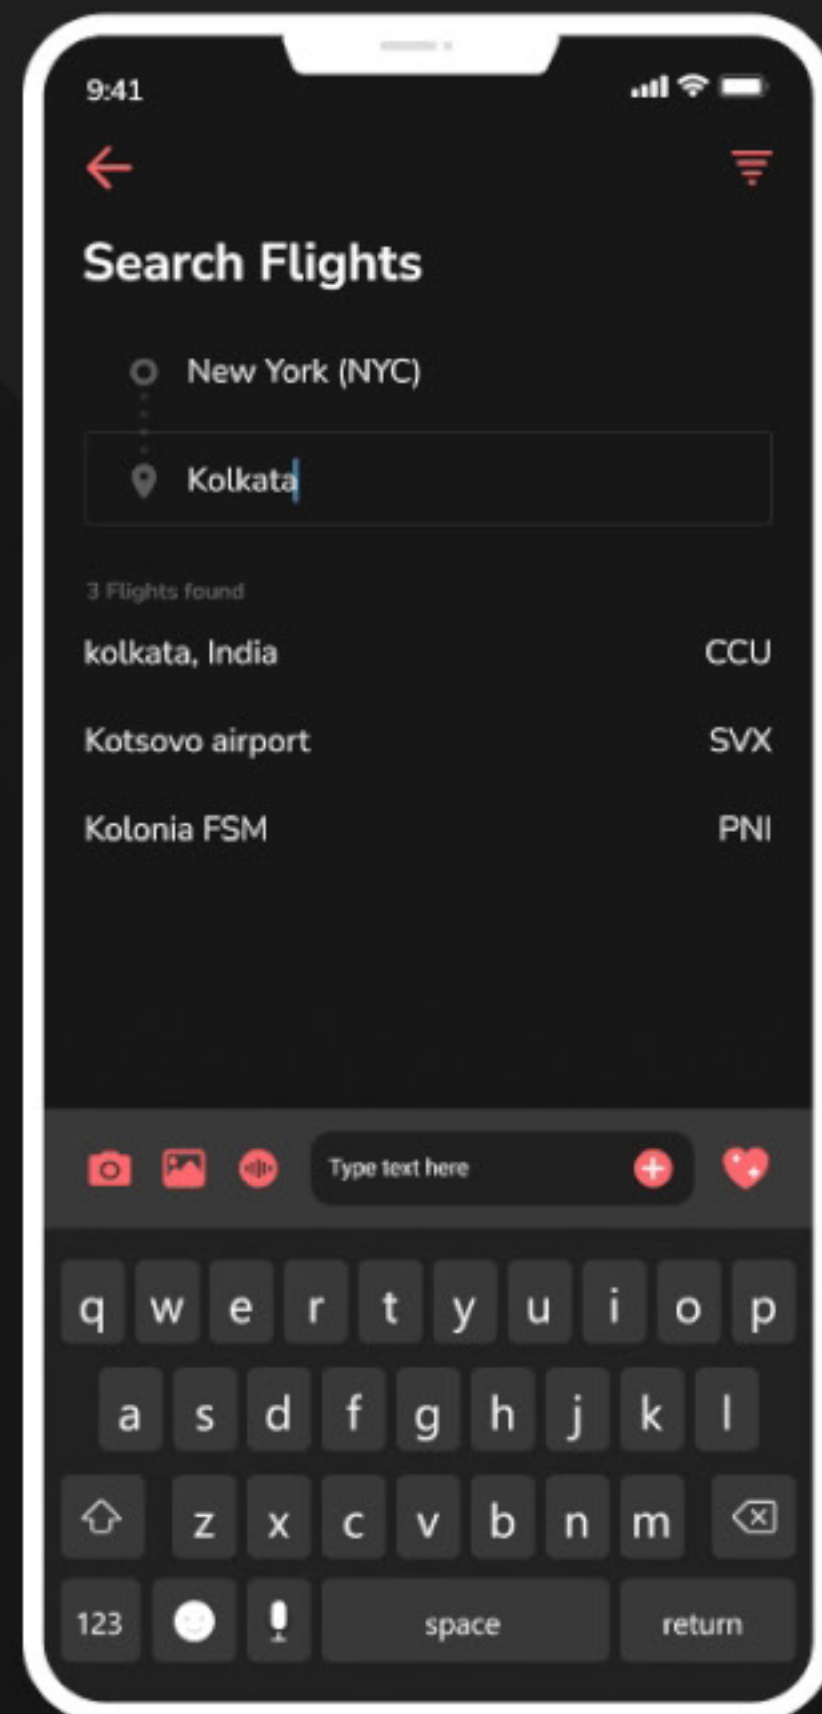 9:41
Search Flights
New York (NYC)
Kolkata
3 Flights found
kolkata, India CCU
Kotsovo airport SVX
Kolonia FSM PNI
Type text here
q w e r t y u i o p
a s d f g h j k l
z x c v b n m
123 space return